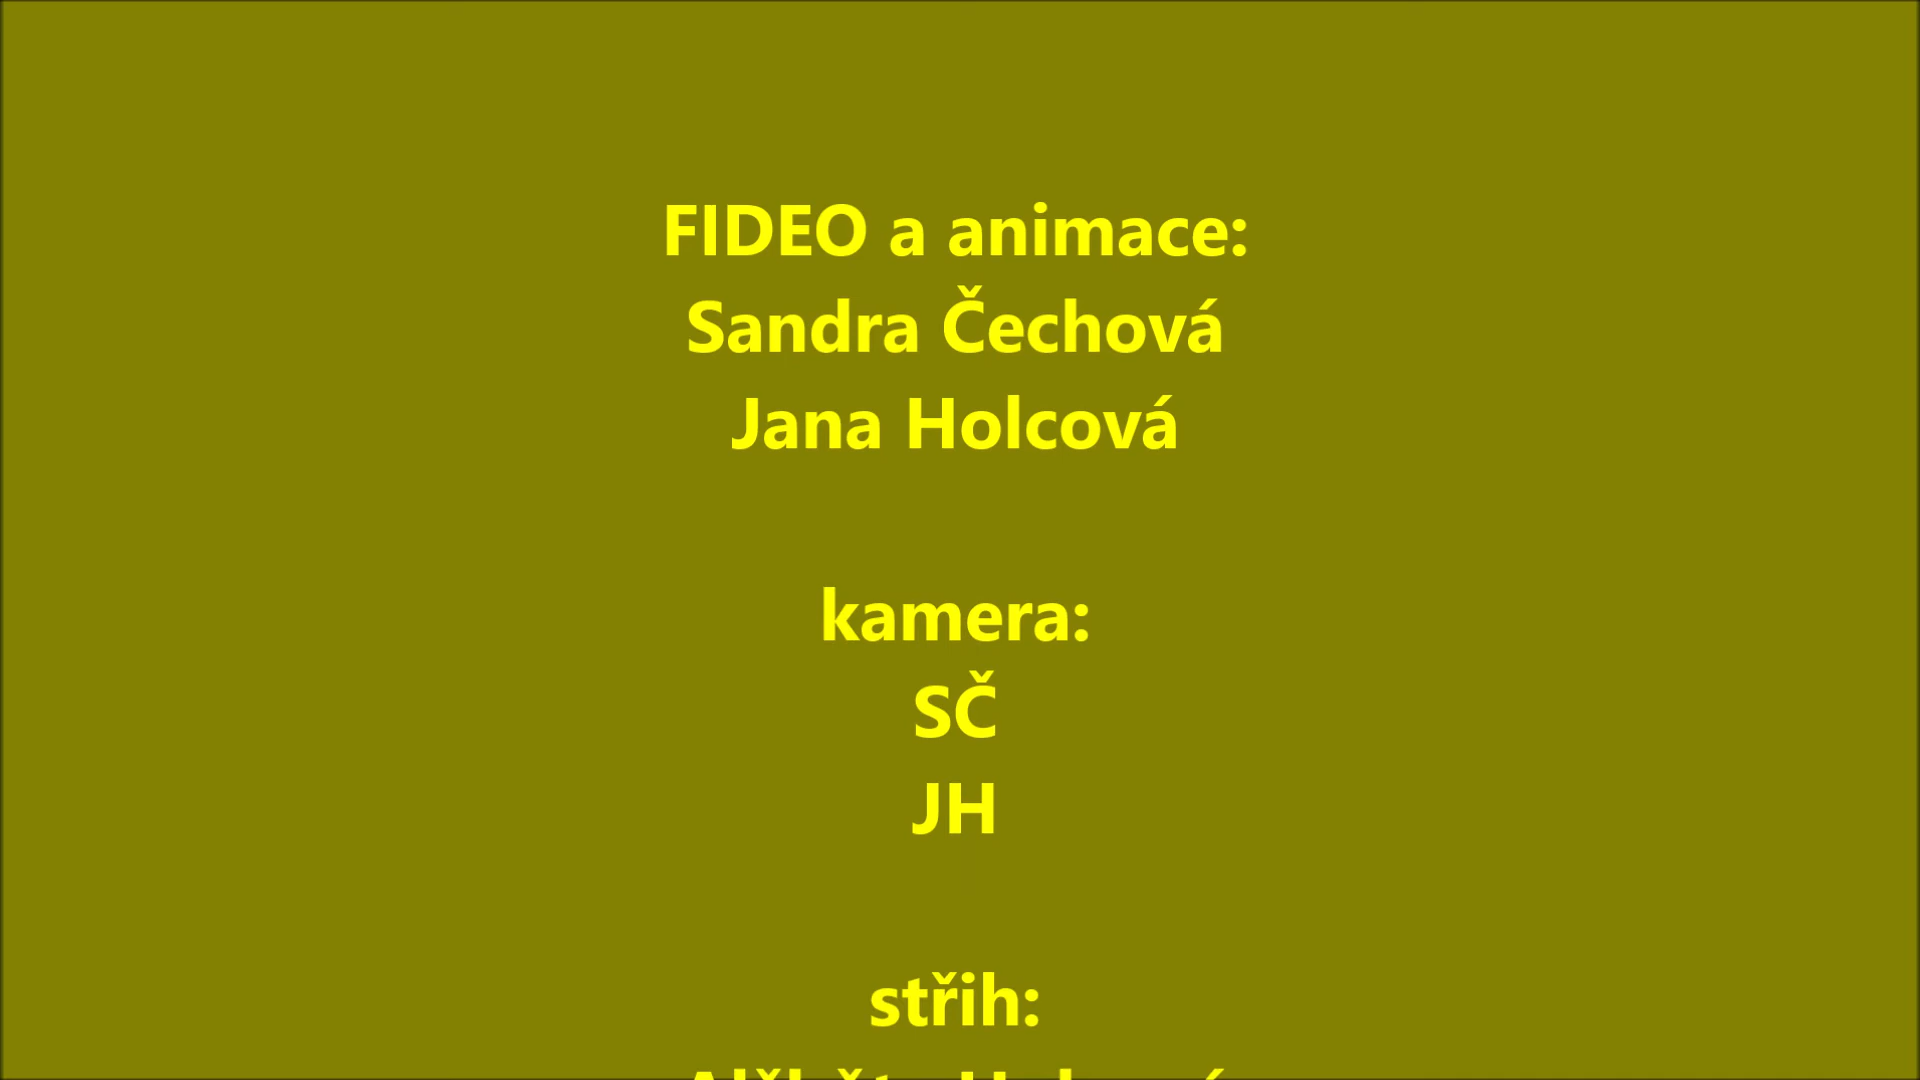 FIDEO a animace:
Sandra Čechová
Jana Holcová
kamera:
SČ
JH
střih: